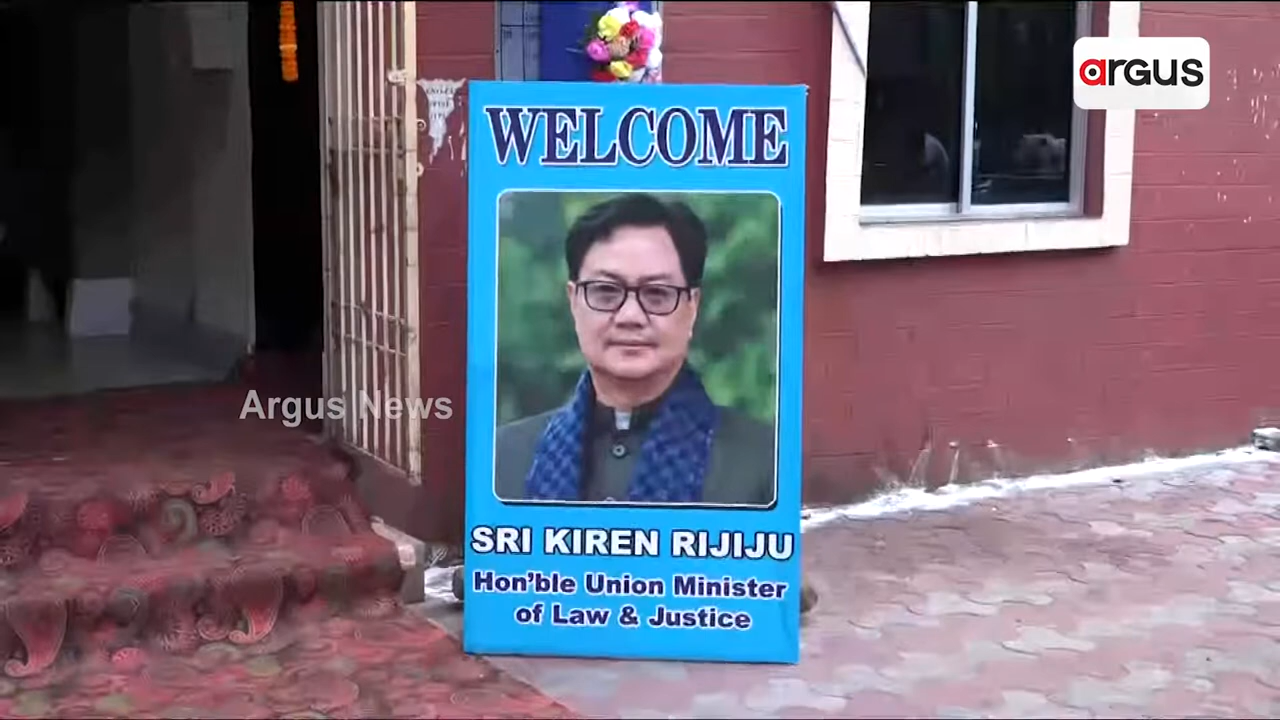 argus
WELCOME
Argus News
SRI KIREN RIJIJU
Hon'ble Union Minister
of Law & Justice